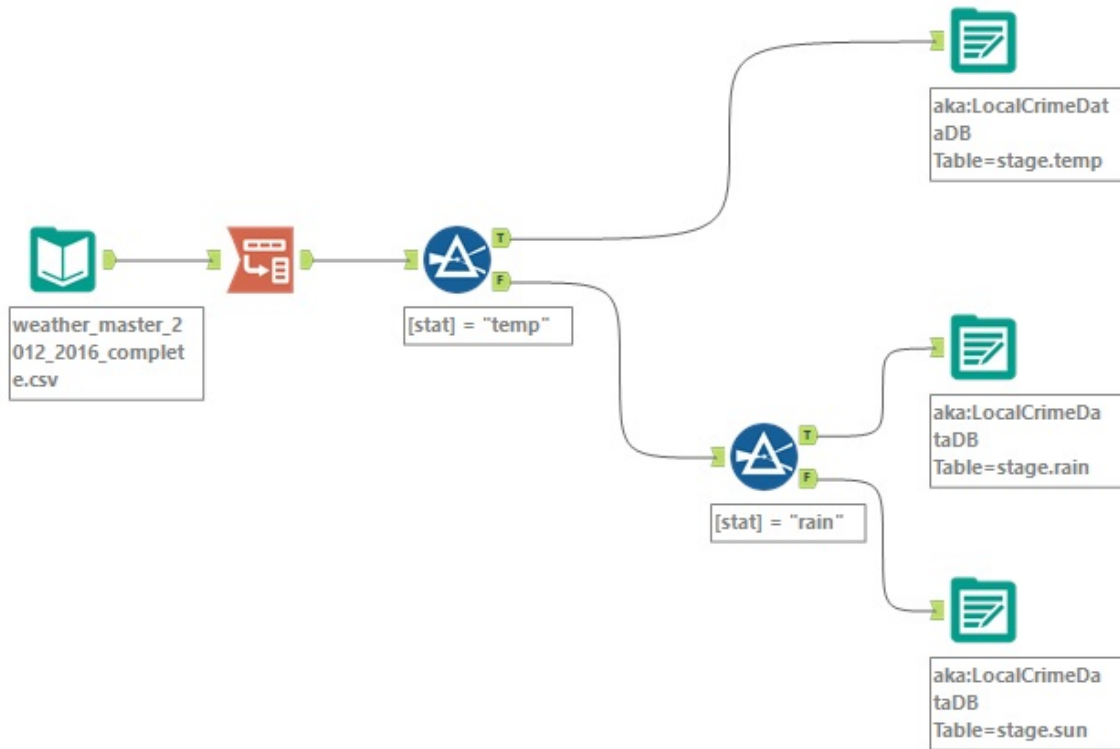 aka:LocalCrimeDat
aDB
Table=stage.temp
T
F
weather_master_2
012_2016_complet
e.csv
[stat] = "temp"
aka:LocalCrimeDa
taDB
Table=stage.rain
T
F
[stat] = "rain"
aka:LocalCrimeDa
taDB
Table=stage.sun